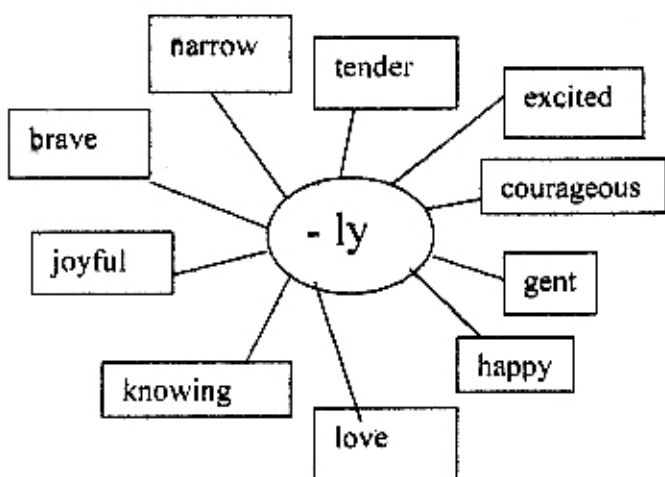 narrow
tender
excited
brave
courageous
- ly
joyful
gent
happy
knowing
love